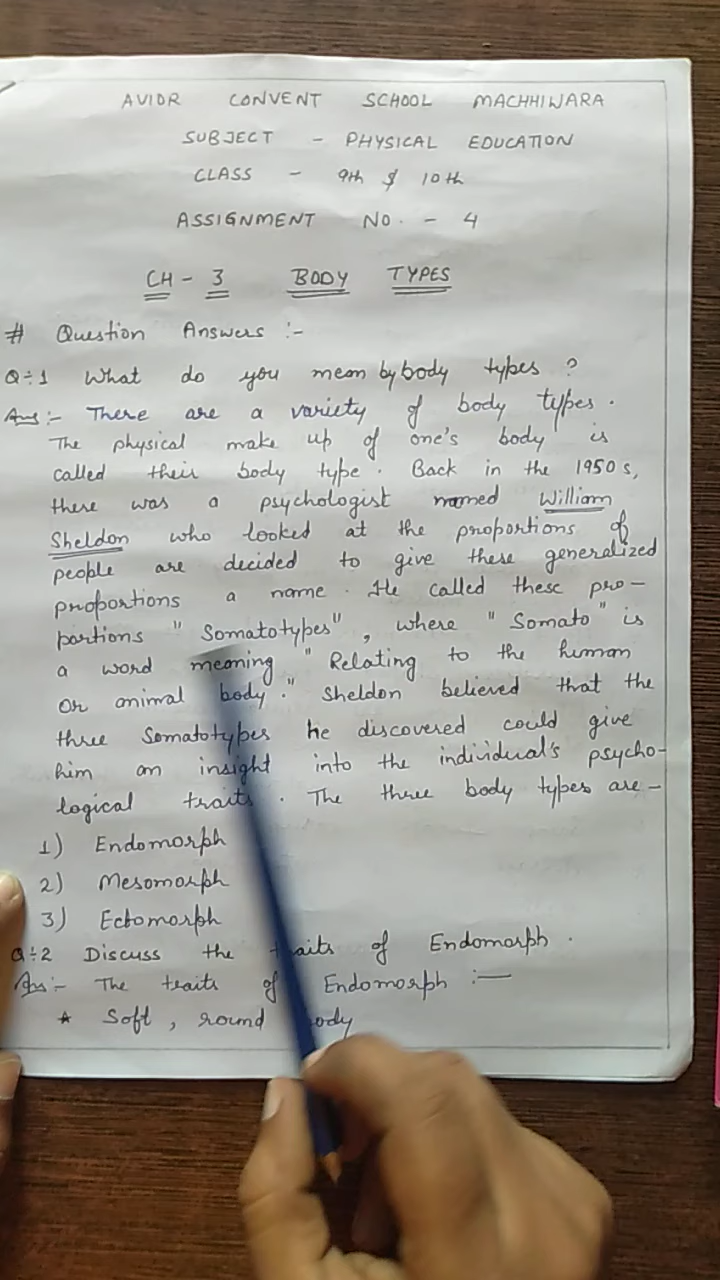 AVIOR CONVENT SCHOOL MACHHIWARA
SUBJECT - PHYSICAL EDUCATION
CLASS - 9th & 10th
ASSIGNMENT NO. - 4
CH - 3 BODY TYPES
# Question Answers :-
Q÷1 What do you mean by body types ?
Ans:- There are a variety of body types.
The physical make up of one's body is
called their body type. Back in the 1950s,
there was a psychologist named William
Sheldon who looked at the proportions of
people are decided to give these generalized
proportions a name. He called these pro-
portions "Somatotypes", where "Somato" is
a word meaning "Relating to the human
or animal body." Sheldon believed that the
three Somatotypes he discovered could give
him an insight into the individual's psycho-
logical traits. The three body types are -
1) Endomorph
2) Mesomorph
3) Ectomorph
Q÷2 Discuss the traits of Endomorph.
Ans:- The traits of Endomorph :-
* Soft, round body